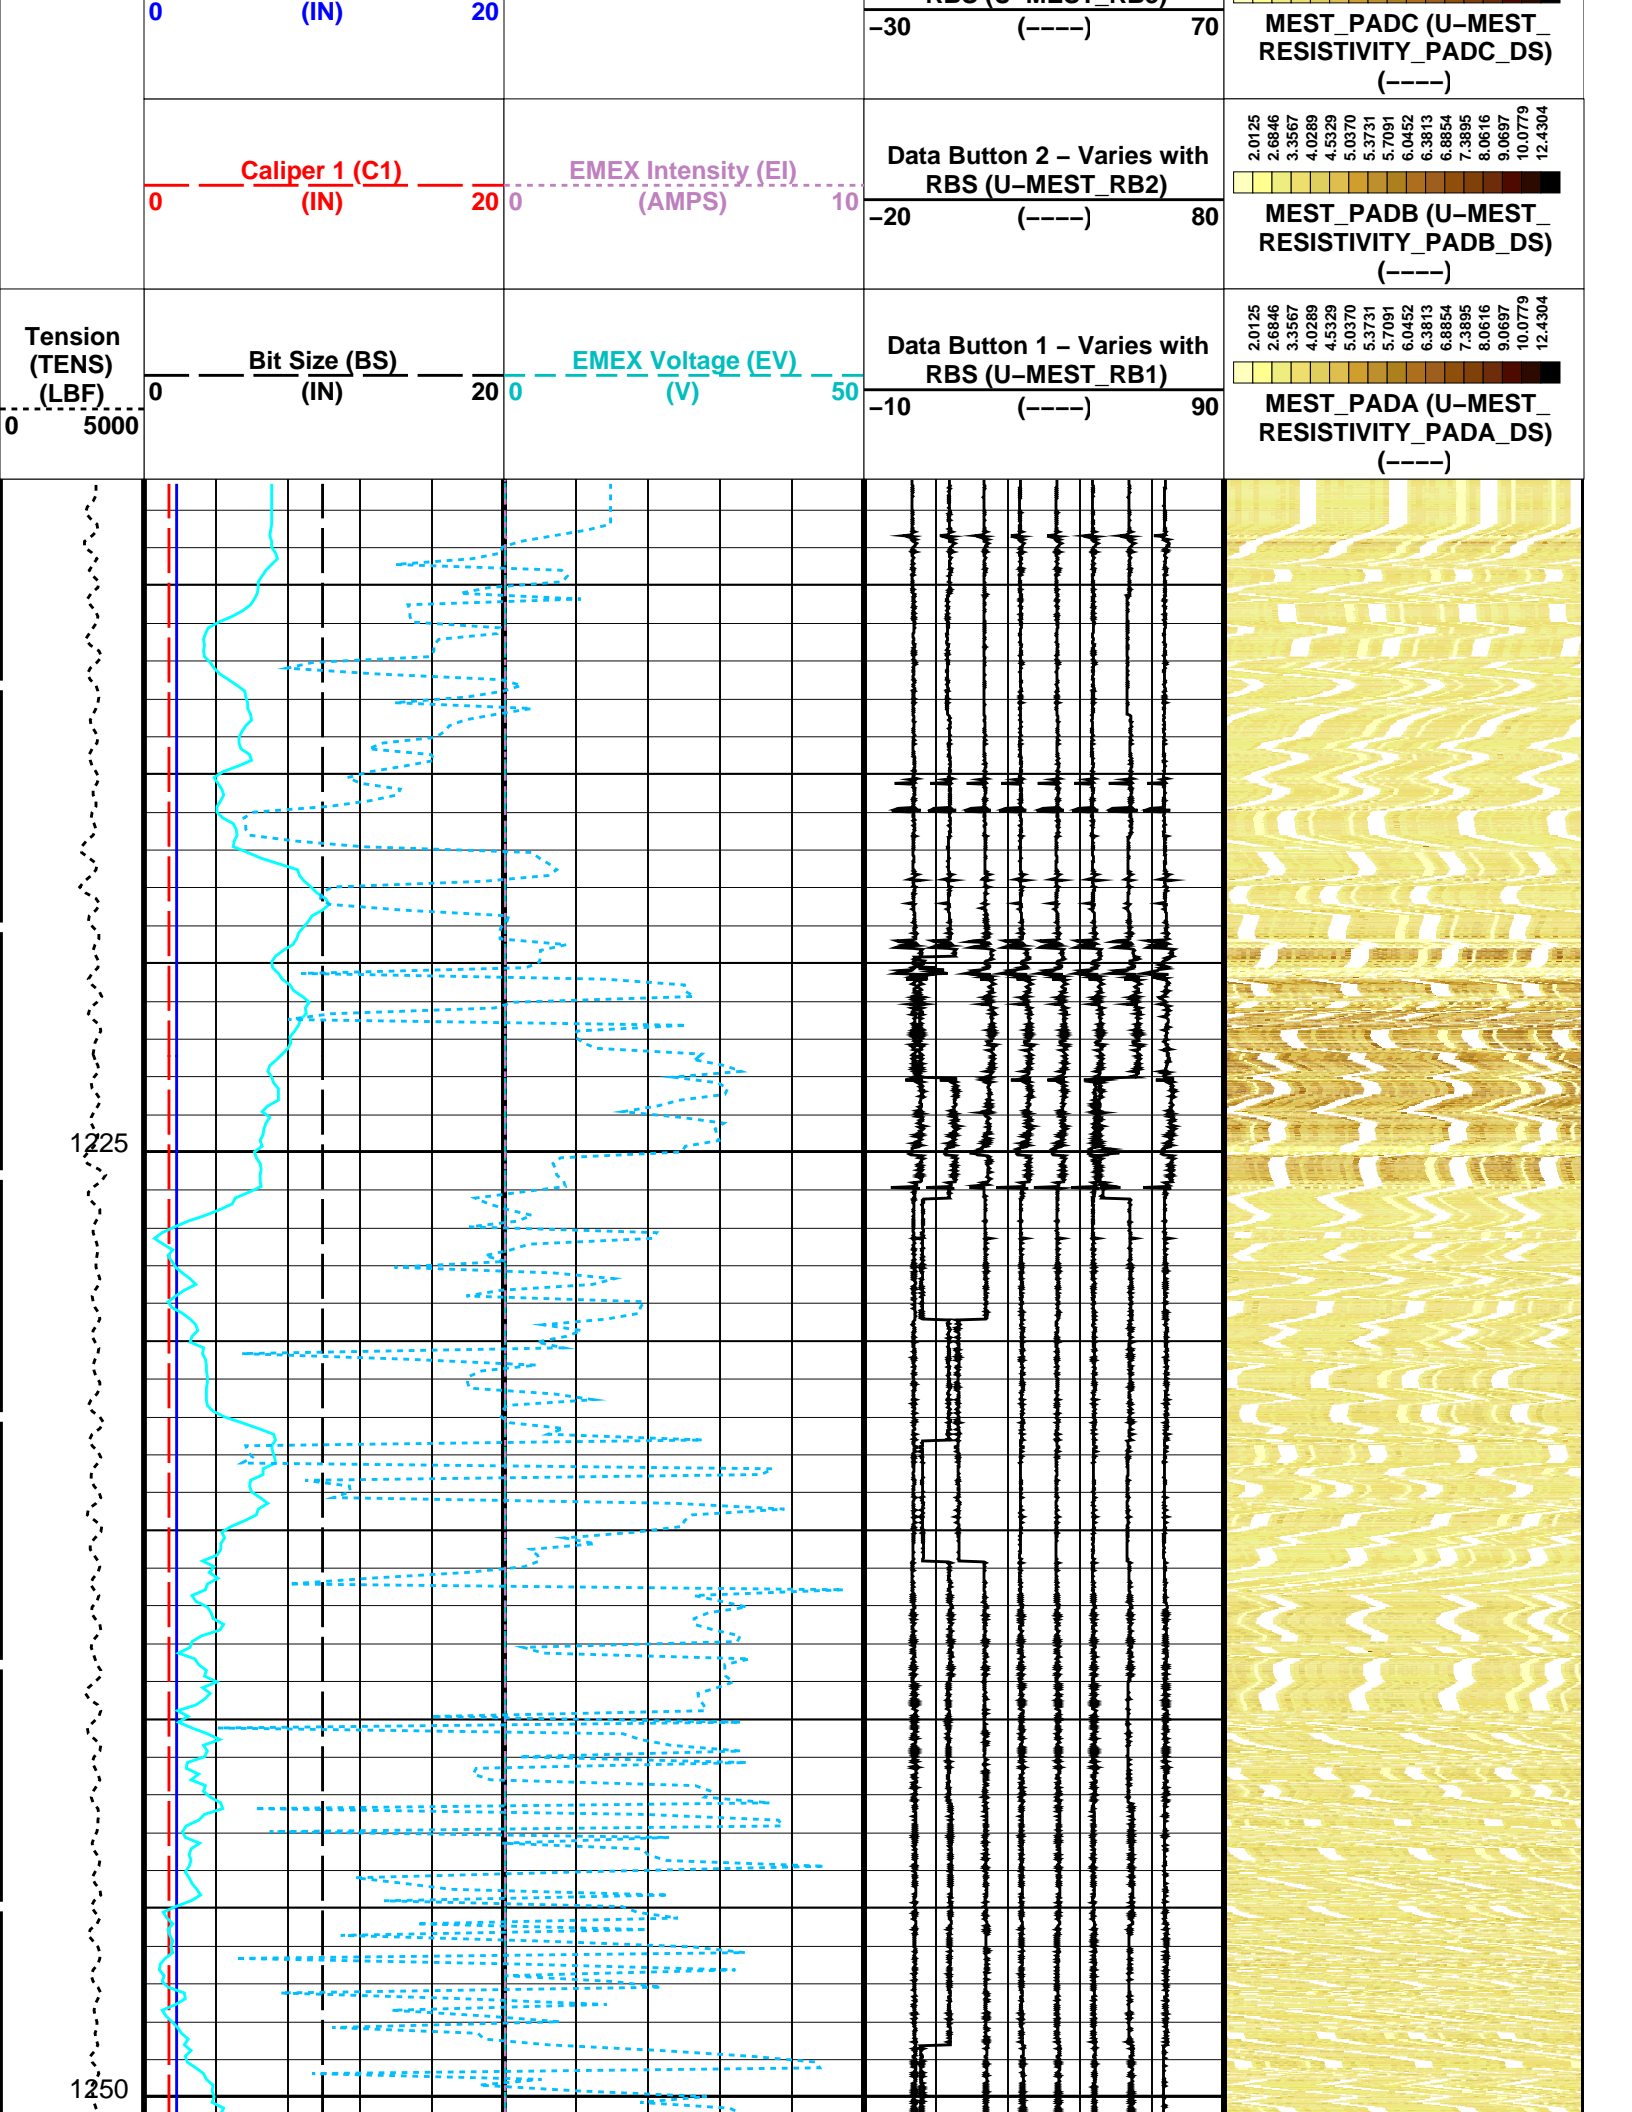 0 (IN) 20
RBS (U–MEST_RB3)
–30 (––––) 70
MEST_PADC (U–MEST_
RESISTIVITY_PADC_DS)
(––––)
Caliper 1 (C1)
0 (IN) 20
EMEX Intensity (EI)
0 (AMPS) 10
Data Button 2 – Varies with
RBS (U–MEST_RB2)
–20 (––––) 80
2.0125
2.6846
3.3567
4.0289
4.5329
5.0370
5.3731
5.7091
6.0452
6.3813
6.8854
7.3895
8.0616
9.0697
10.0779
12.4304
MEST_PADB (U–MEST_
RESISTIVITY_PADB_DS)
(––––)
Tension
(TENS)
(LBF)
0 5000
Bit Size (BS)
0 (IN) 20
EMEX Voltage (EV)
0 (V) 50
Data Button 1 – Varies with
RBS (U–MEST_RB1)
–10 (––––) 90
2.0125
2.6846
3.3567
4.0289
4.5329
5.0370
5.3731
5.7091
6.0452
6.3813
6.8854
7.3895
8.0616
9.0697
10.0779
12.4304
MEST_PADA (U–MEST_
RESISTIVITY_PADA_DS)
(––––)
1225
1250